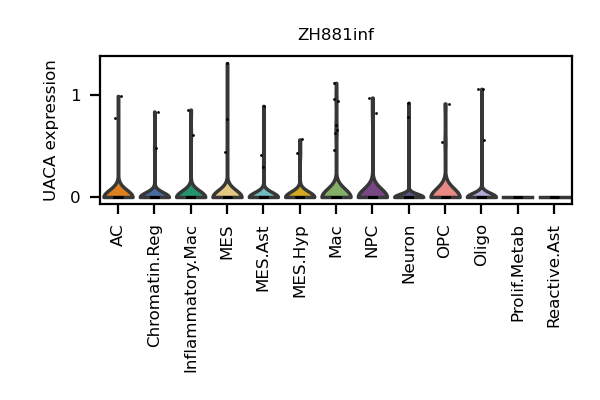 ZH881inf
UACA expression
1
0
AC
Chromatin.Reg
Inflammatory.Mac
MES
MES.Ast
MES.Hyp
Mac
NPC
Neuron
OPC
Oligo
Prolif.Metab
Reactive.Ast